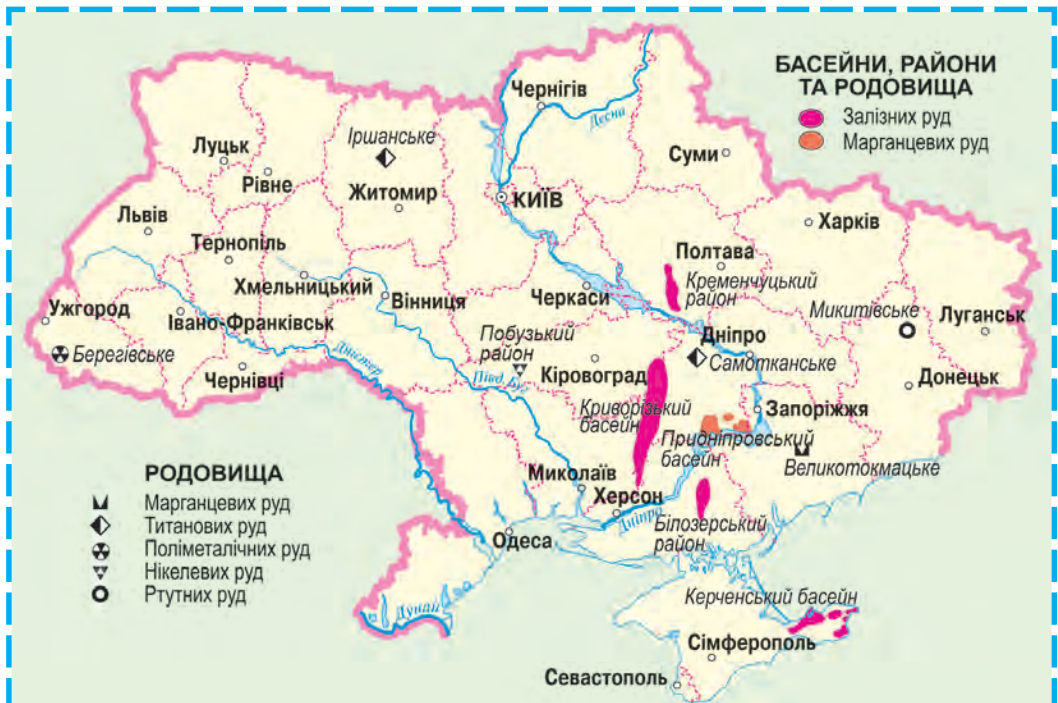 БАСЕЙНИ, РАЙОНИ
ТА РОДОВИЩА
Залізних руд
Марганцевих руд
Чернігів
Десна
Іршанське
Луцьк
Рівне
Суми
Житомир
КИЇВ
Львів
Харків
Тернопіль
Полтава
Хмельницький
Кременчуцький
район
Вінниця
Черкаси
Микитівське
Ужгород
Луганськ
Івано-Франківськ
Побузький
район
Дніпро
Самотканське
Берегівське
Дністер
Чернівці
Півд. Буг
Кіровоград
Донецьк
Криворізький
басейн
Запоріжжя
Придніпровський
басейн
Великотокмацьке
РОДОВИЩА
Марганцевих руд
Титанових руд
Поліметалічних руд
Нікелевих руд
Ртутних руд
Миколаїв
Херсон
Дніпро
Білозерський
район
Одеса
Дунай
Керченський басейн
Сімферополь
Севастополь